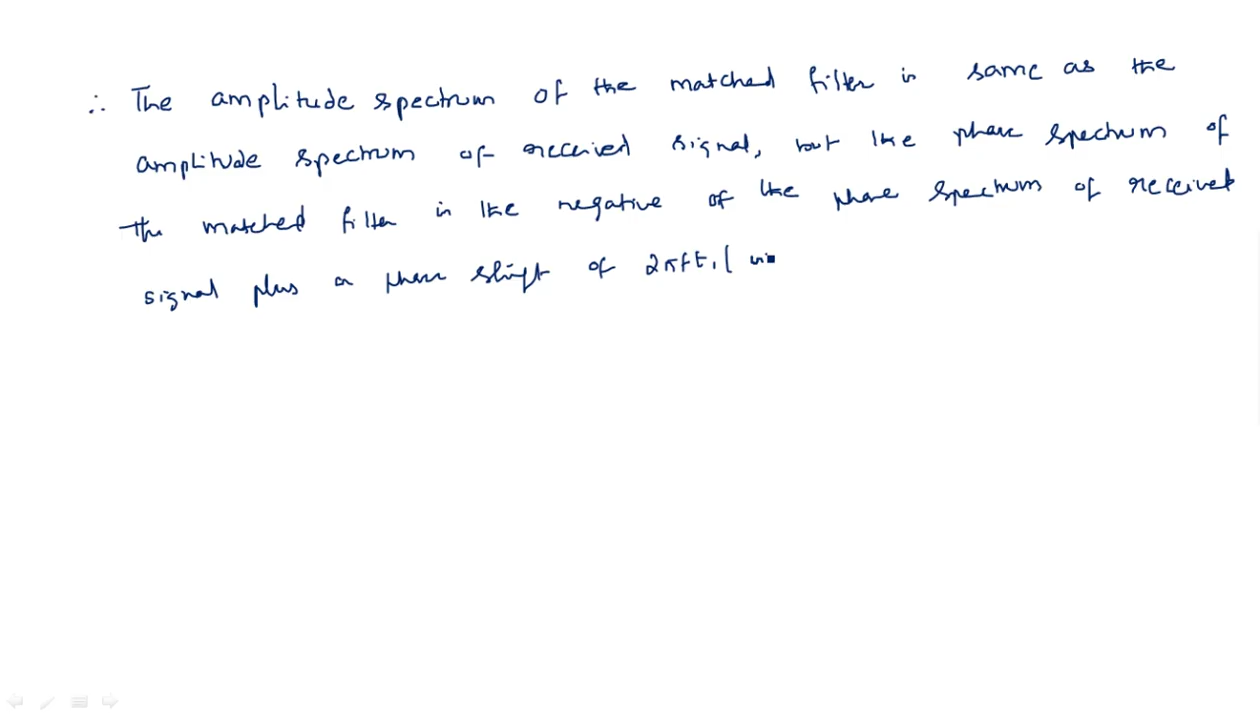 ∴ The amplitude spectrum of the matched filter is same as the
amplitude spectrum of received signal, but the phase spectrum of
the matched filter is the negative of the phase spectrum of received
signal plus a phase shift of 2πft₁(